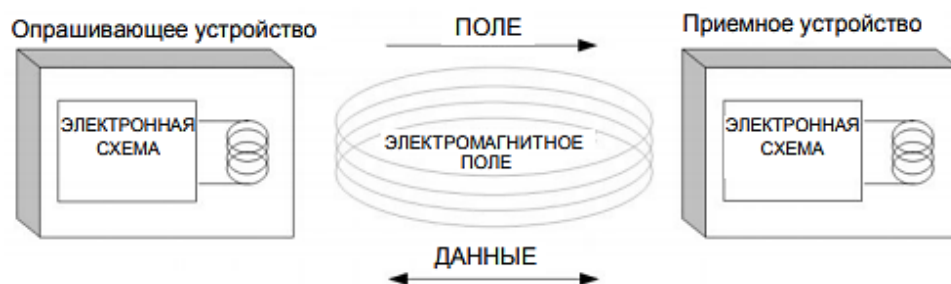 Опрашивающее устройство
ПОЛЕ
Приемное устройство
ЭЛЕКТРОННАЯ
СХЕМА
ЭЛЕКТРОМАГНИТНОЕ
ПОЛЕ
ЭЛЕКТРОННАЯ
СХЕМА
ДАННЫЕ